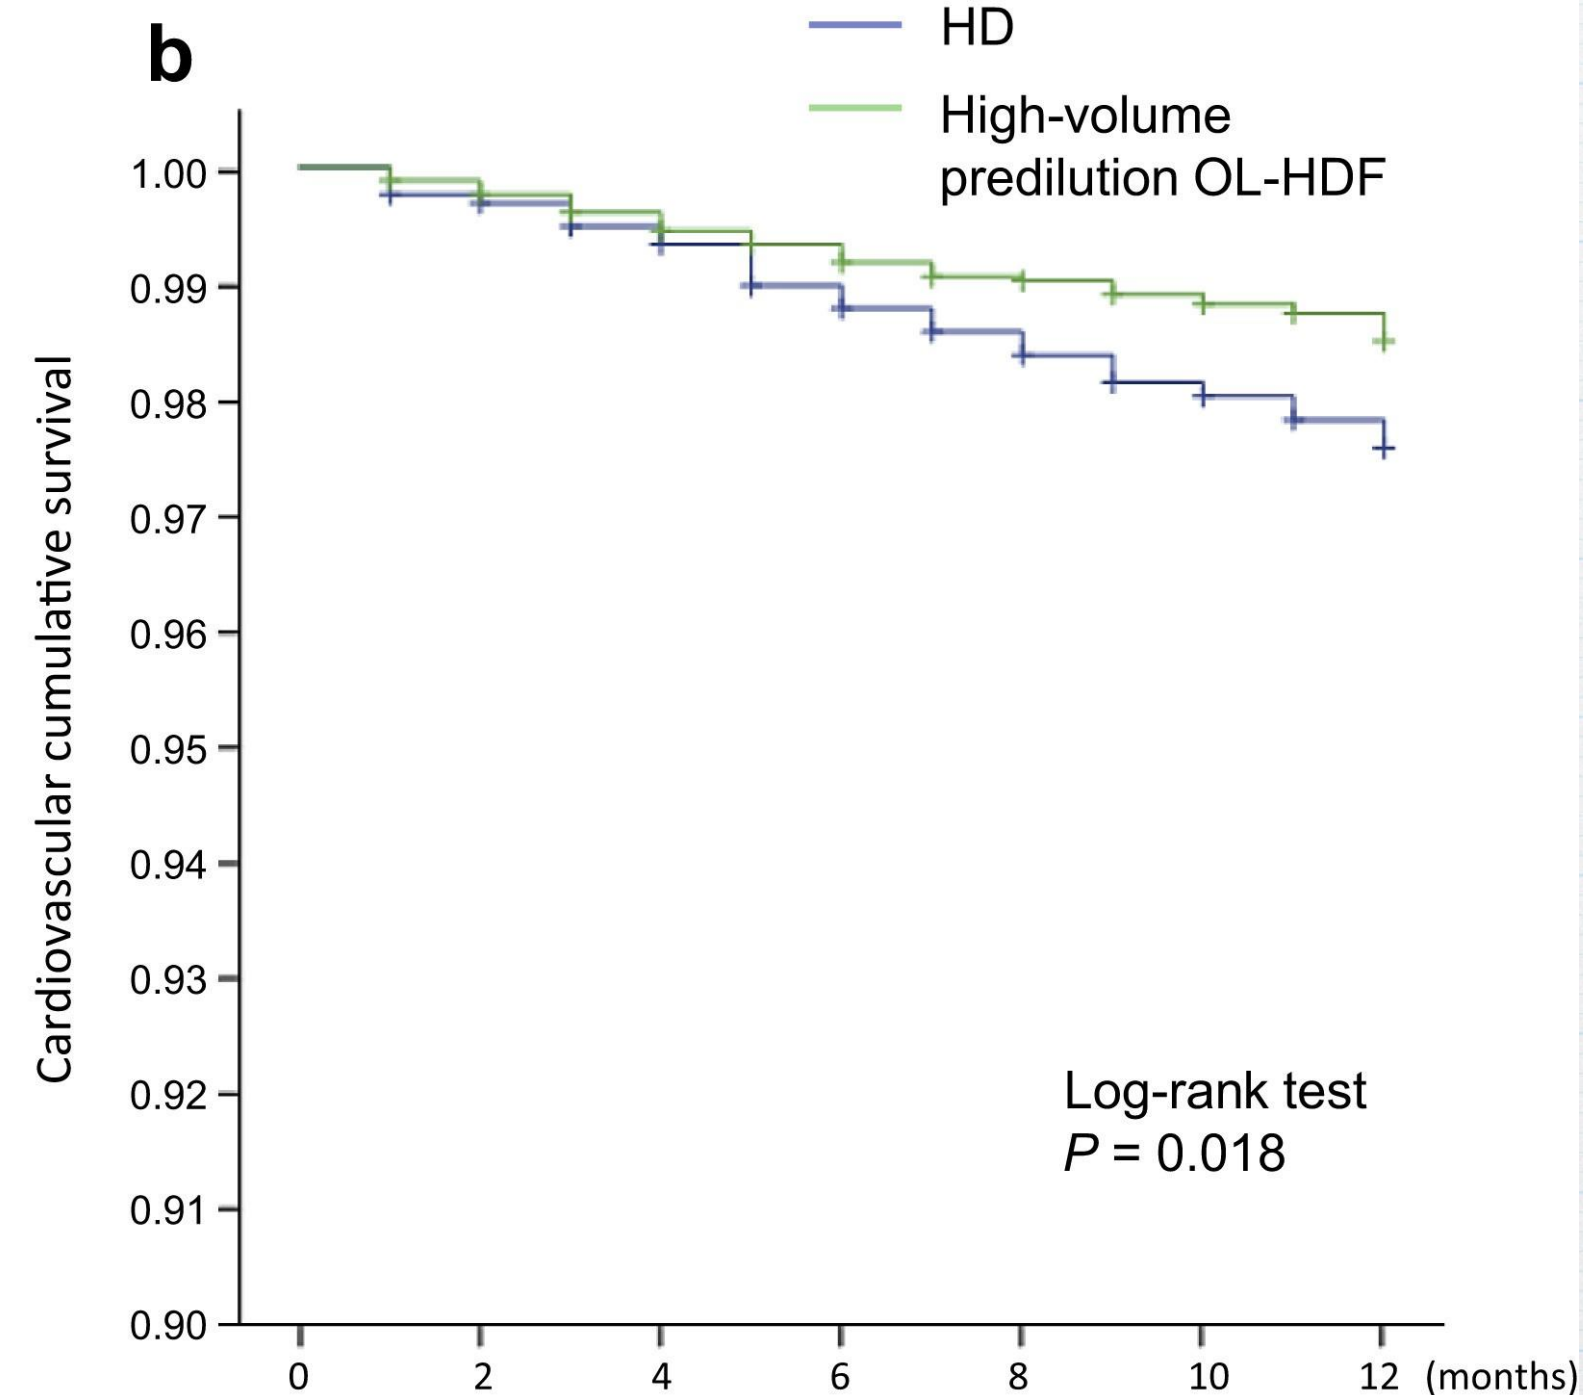 b
HD
High-volume
predilution OL-HDF
Cardiovascular cumulative survival
1.00
0.99
0.98
0.97
0.96
0.95
0.94
0.93
0.92
0.91
0.90
Log-rank test
P = 0.018
0 2 4 6 8 10 12 (months)